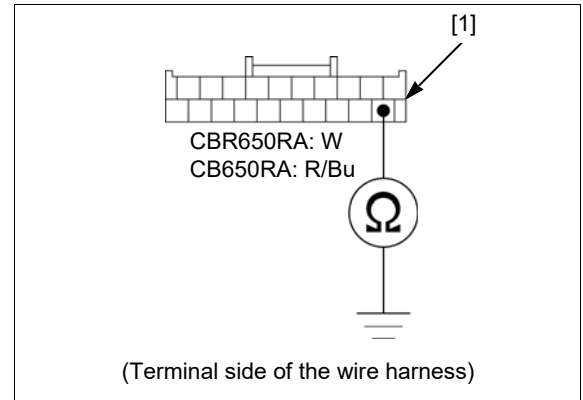 [1]
CBR650RA: W
CB650RA: R/Bu
Ω
(Terminal side of the wire harness)